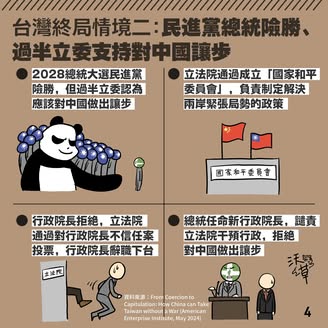 台灣終局情境二：民進黨總統險勝、
過半立委支持對中國讓步
2028總統大選民進黨
險勝，但過半立委認為
應該對中國做出讓步
立法院通過成立「國家和平
委員會」，負責制定解決
兩岸緊張局勢的政策
國家和平委員會
行政院長拒絕，立法院
通過對行政院長不信任案
投票，行政院長辭職下台
總統任命新行政院長，譴責
立法院干預行政，拒絕
對中國做出讓步
立法院
資料來源：From Coercion to
Capitulation: How China can Take
Taiwan without a War (American
Enterprise Institute, May 2024)
4